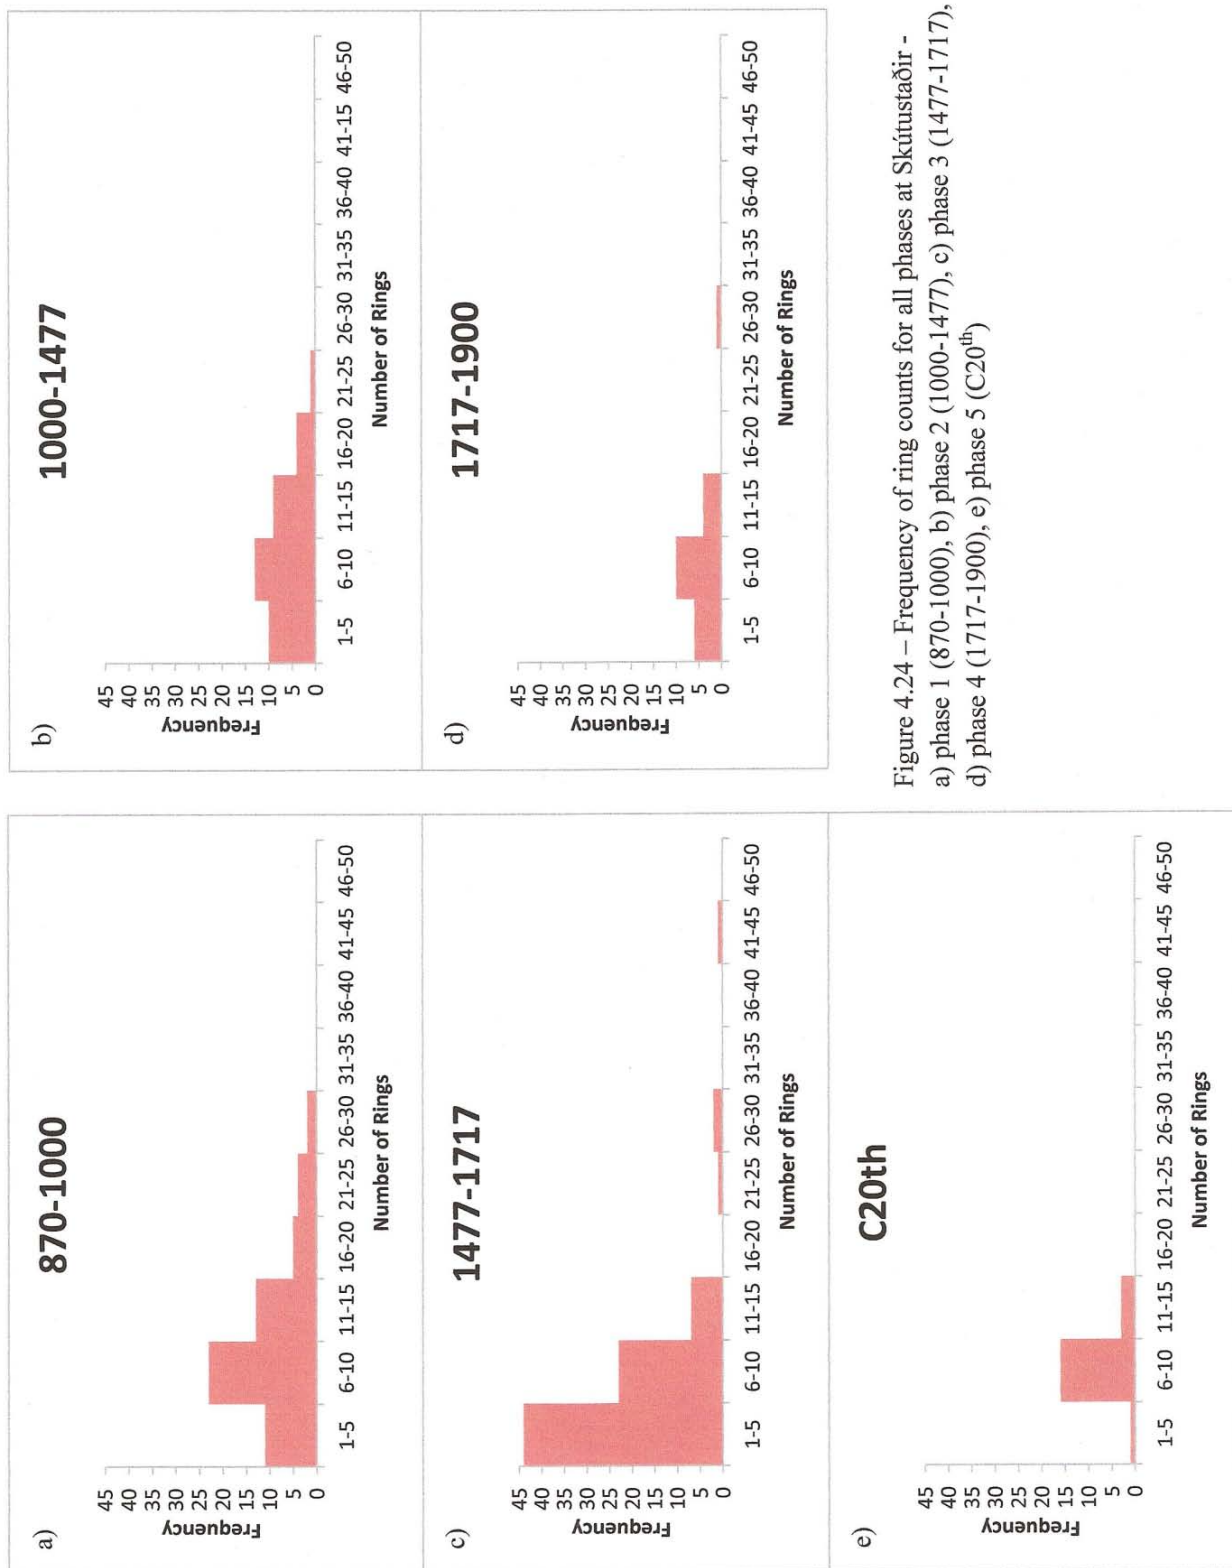 a)
870-1000
Frequency
45
40
35
30
25
20
15
10
5
0
1-5 6-10 11-15 16-20 21-25 26-30 31-35 36-40 41-45 46-50
Number of Rings
b)
1000-1477
Frequency
45
40
35
30
25
20
15
10
5
0
1-5 6-10 11-15 16-20 21-25 26-30 31-35 36-40 41-15 46-50
Number of Rings
c)
1477-1717
Frequency
45
40
35
30
25
20
15
10
5
0
1-5 6-10 11-15 16-20 21-25 26-30 31-35 36-40 41-45 46-50
Number of Rings
d)
1717-1900
Frequency
45
40
35
30
25
20
15
10
5
0
1-5 6-10 11-15 16-20 21-25 26-30 31-35 36-40 41-45 46-50
Number of Rings
e)
C20th
Frequency
45
40
35
30
25
20
15
10
5
0
1-5 6-10 11-15 16-20 21-25 26-30 31-35 36-40 41-45 46-50
Number of Rings
Figure 4.24 – Frequency of ring counts for all phases at Skútustaðir -
a) phase 1 (870-1000), b) phase 2 (1000-1477), c) phase 3 (1477-1717),
d) phase 4 (1717-1900), e) phase 5 (C20th)